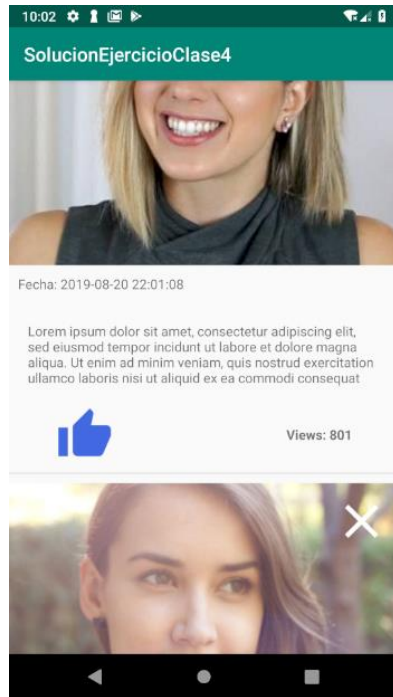 10:02
SolucionEjercicioClase4
Fecha: 2019-08-20 22:01:08
Lorem ipsum dolor sit amet, consectetur adipiscing elit,
sed eiusmod tempor incidunt ut labore et dolore magna
aliqua. Ut enim ad minim veniam, quis nostrud exercitation
ullamco laboris nisi ut aliquid ex ea commodi consequat
Views: 801